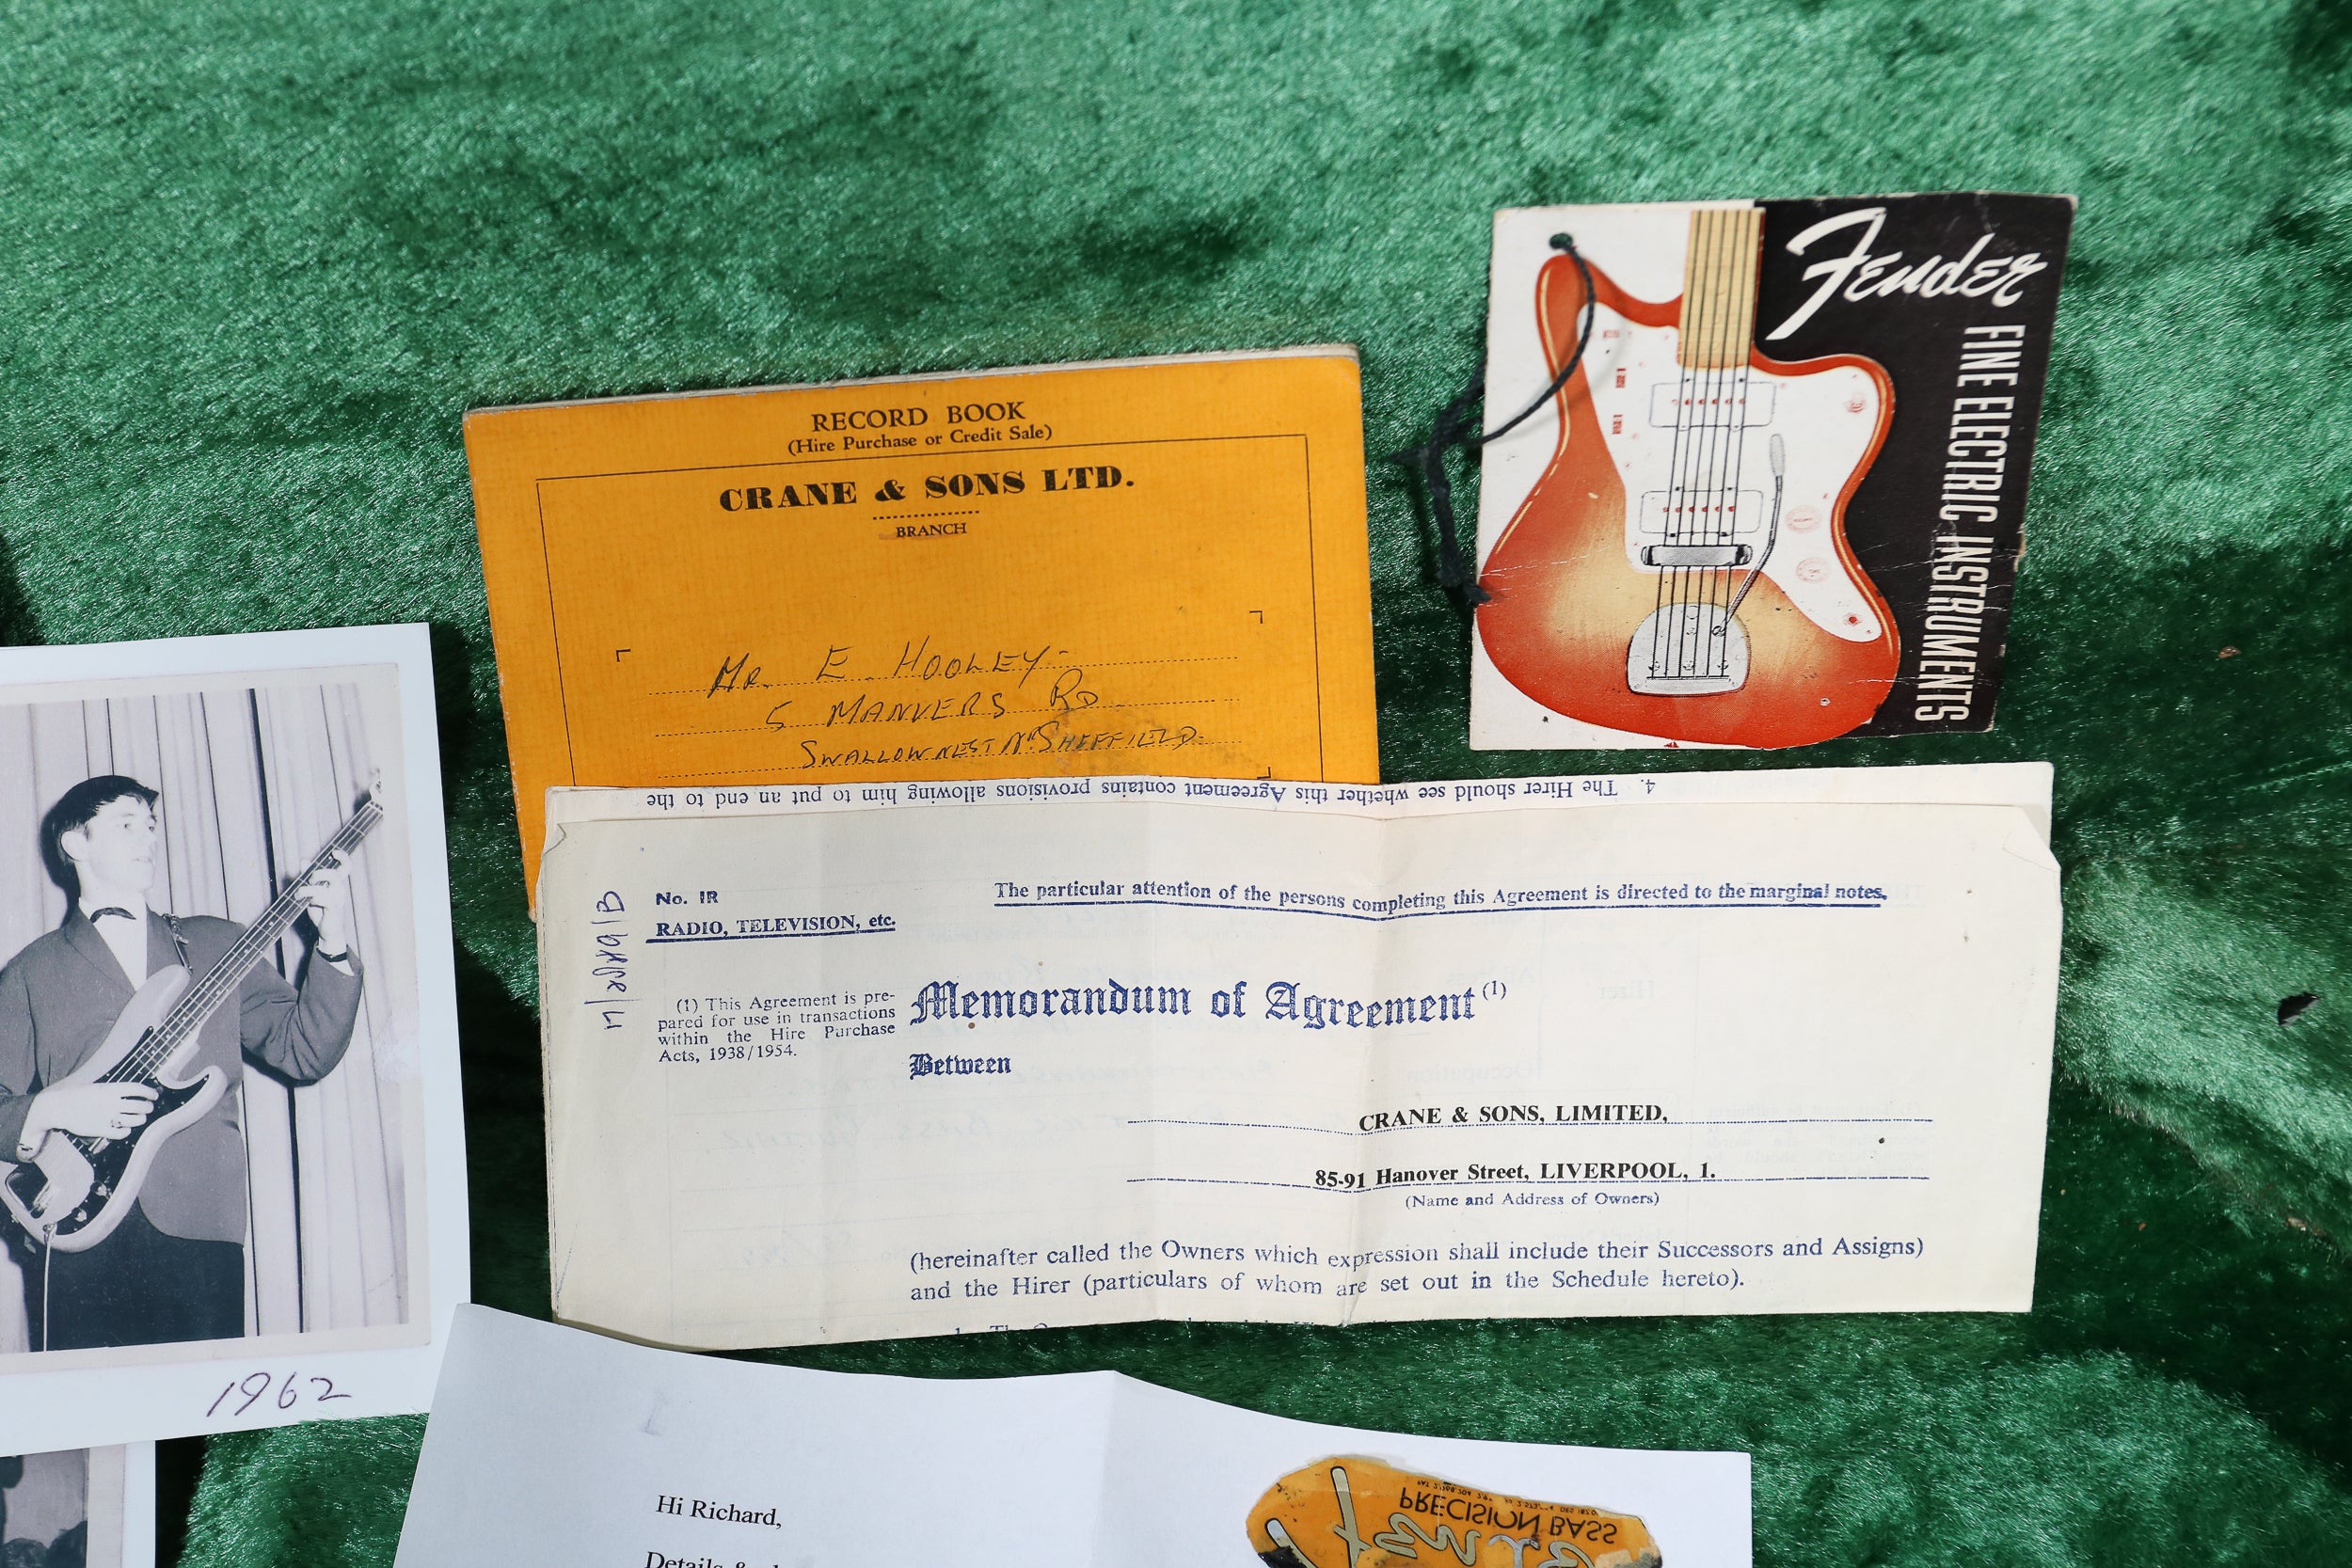 Fender
FINE ELECTRIC INSTRUMENTS
RECORD BOOK
(Hire Purchase or Credit Sale)
CRANE & SONS LTD.
BRANCH
MR. E. HOOLEY
5 MANVERS RD
SWALLOWNEST NR SHEFFIELD
4. The Hirer should see whether this Agreement contains provisions allowing him to put an end to the
No. 1R
RADIO, TELEVISION, etc.
The particular attention of the persons completing this Agreement is directed to the marginal notes.
(1) This Agreement is pre-
pared for use in transactions
within the Hire Purchase
Acts, 1938/1954.
Memorandum of Agreement (1)
Between
CRANE & SONS, LIMITED,
85-91 Hanover Street, LIVERPOOL, 1.
(Name and Address of Owners)
(hereinafter called the Owners which expression shall include their Successors and Assigns)
and the Hirer (particulars of whom are set out in the Schedule hereto).
1962
Hi Richard,
Details &
PRECISION BASS